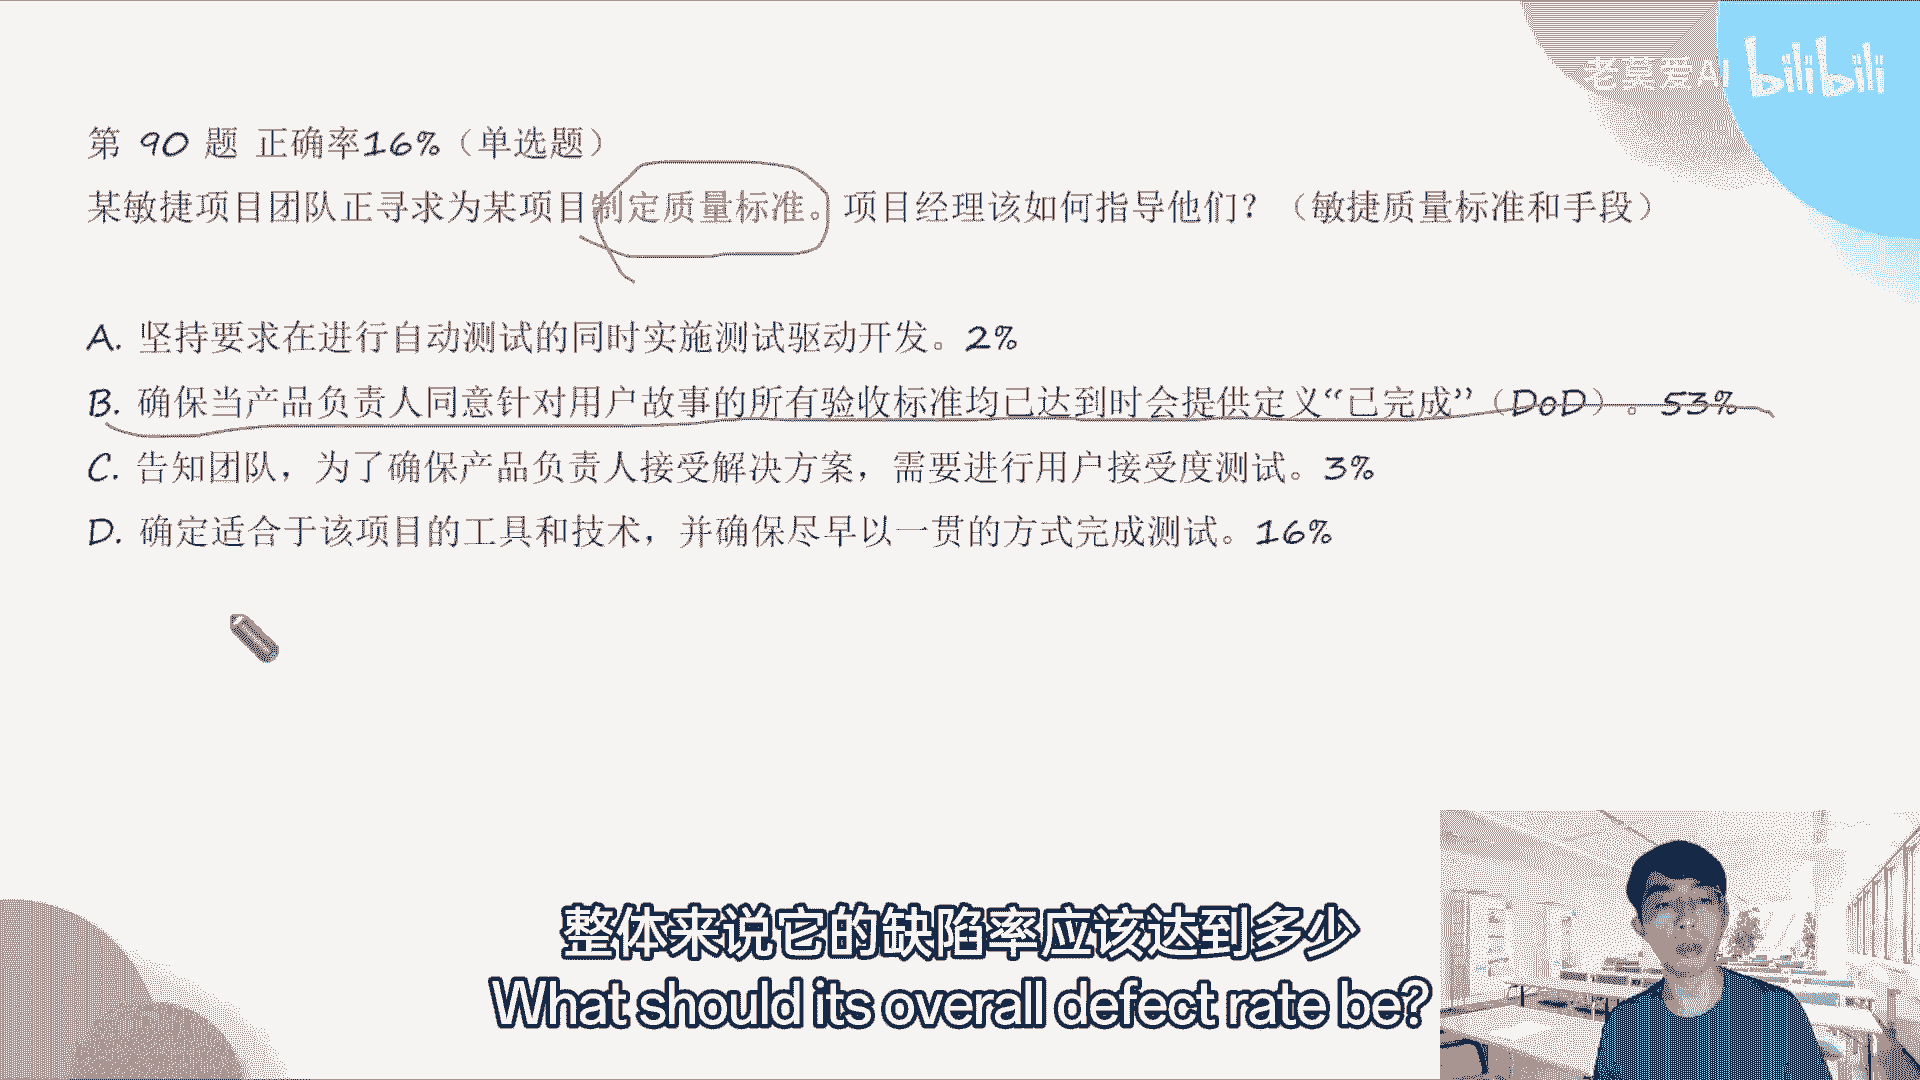 老莫爱AI bilibili
第 90 题 正确率16%（单选题）
某敏捷项目团队正寻求为某项目制定质量标准。项目经理该如何指导他们？（敏捷质量标准和手段）
A. 坚持要求在进行自动测试的同时实施测试驱动开发。2%
B. 确保当产品负责人同意针对用户故事的所有验收标准均已达到时会提供定义“已完成”（DoD）。53%
C. 告知团队，为了确保产品负责人接受解决方案，需要进行用户接受度测试。3%
D. 确定适合于该项目的工具和技术，并确保尽早以一贯的方式完成测试。16%
整体来说它的缺陷率应该达到多少
What should its overall defect rate be?